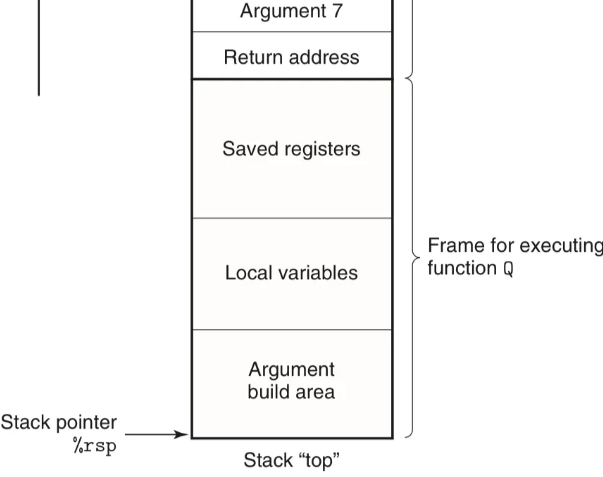 Argument 7
Return address
Saved registers
Local variables
Frame for executing
function Q
Argument
build area
Stack pointer
%rsp
Stack “top”